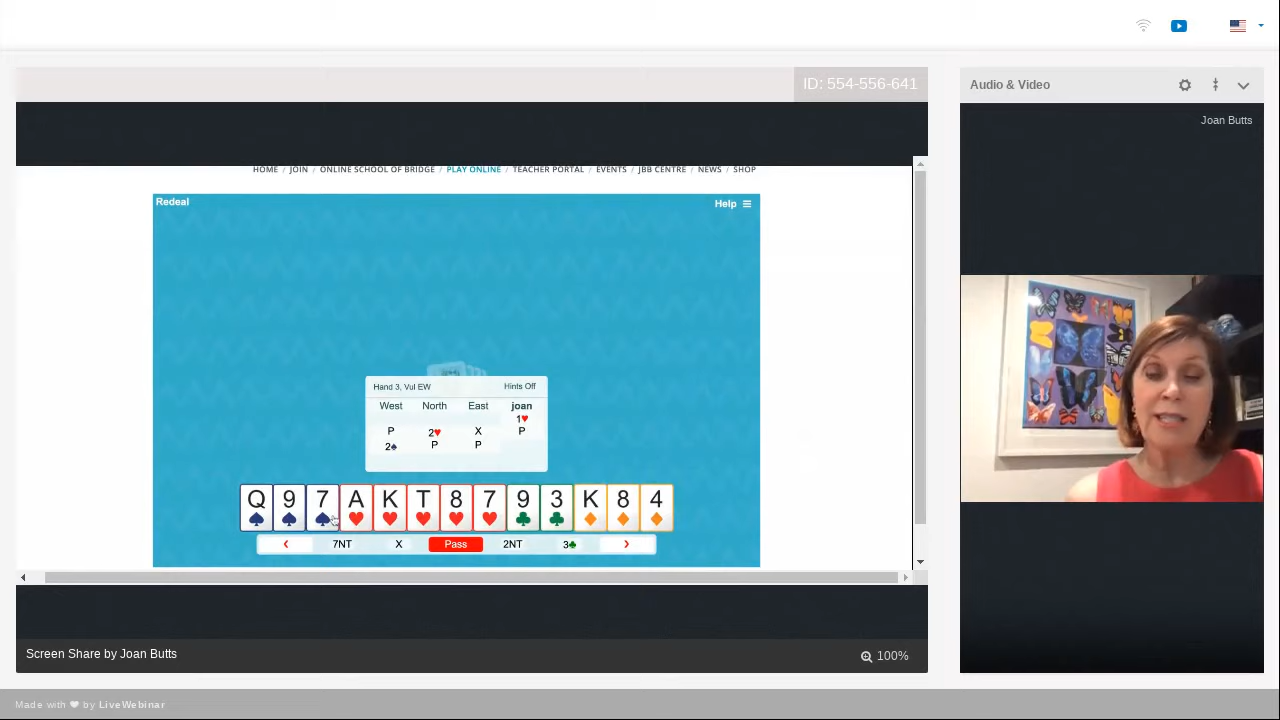 ID: 554-556-641
Audio & Video
Joan Butts
HOME / JOIN / ONLINE SCHOOL OF BRIDGE / PLAY ONLINE / TEACHER PORTAL / EVENTS / JBB CENTRE / NEWS / SHOP
Redeal
Help
Hand 3, Vul EW
Hints Off
West North East joan
1♥
P 2♥ X P
2♠ P P
Q♠ 9♠ 7♠ A♥ K♥ T♥ 8♥ 7♥ 9♣ 3♣ K♦ 8♦ 4♦
‹ 7NT X Pass 2NT 3♣ ›
Screen Share by Joan Butts
100%
Made with ♥ by LiveWebinar